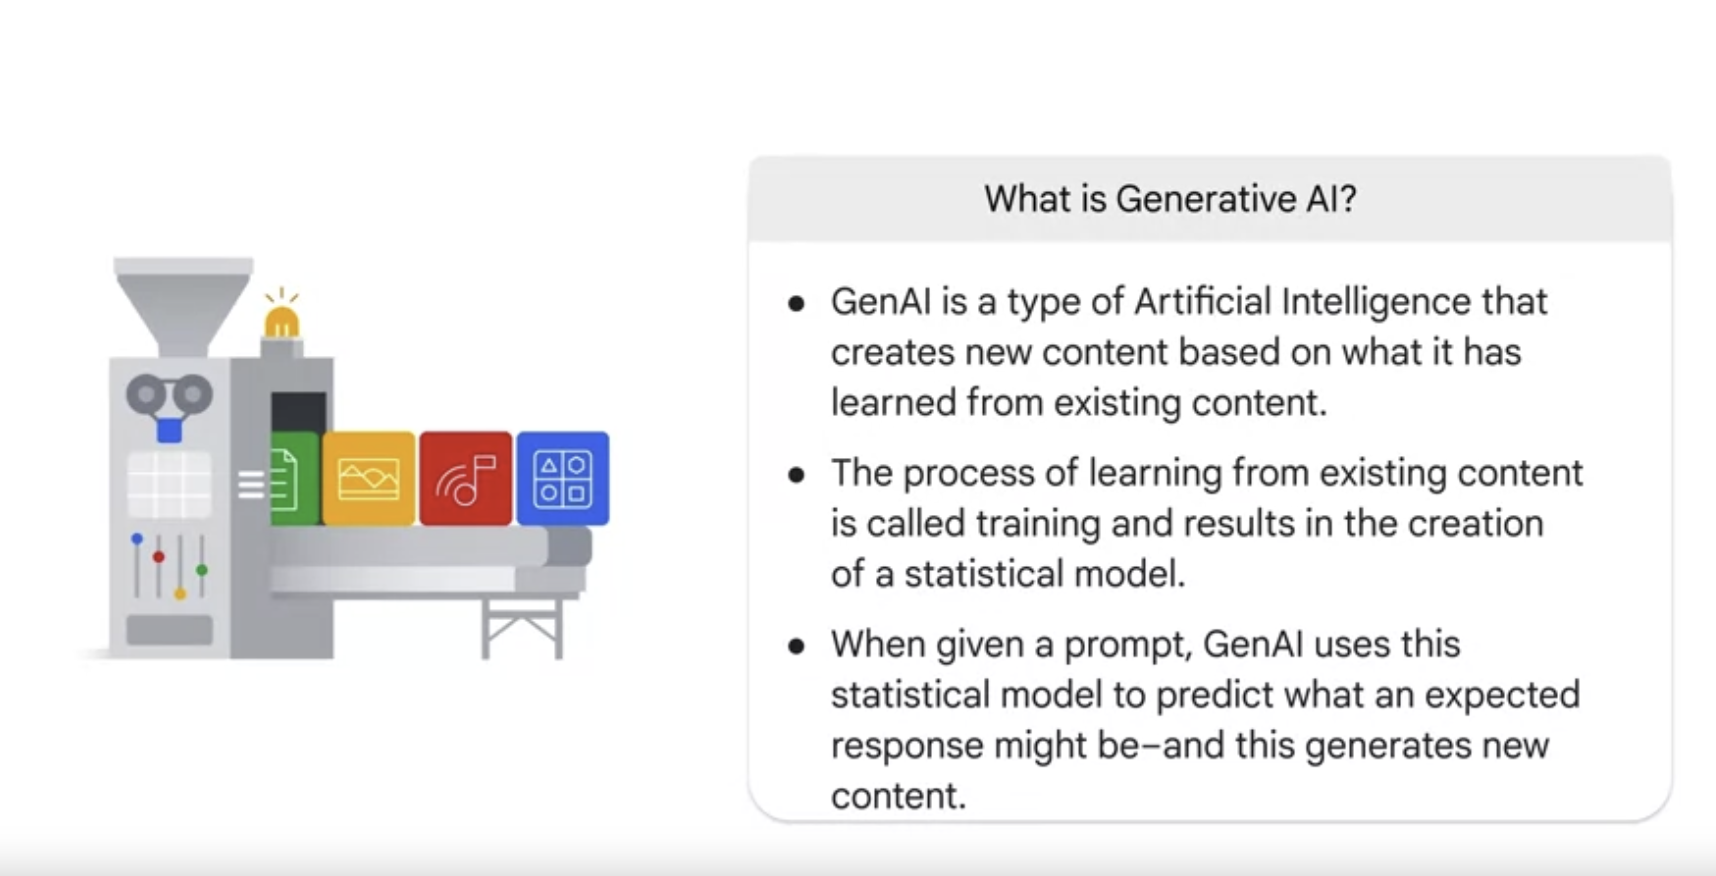 What is Generative AI?
● GenAI is a type of Artificial Intelligence that
creates new content based on what it has
learned from existing content.
● The process of learning from existing content
is called training and results in the creation
of a statistical model.
● When given a prompt, GenAI uses this
statistical model to predict what an expected
response might be–and this generates new
content.